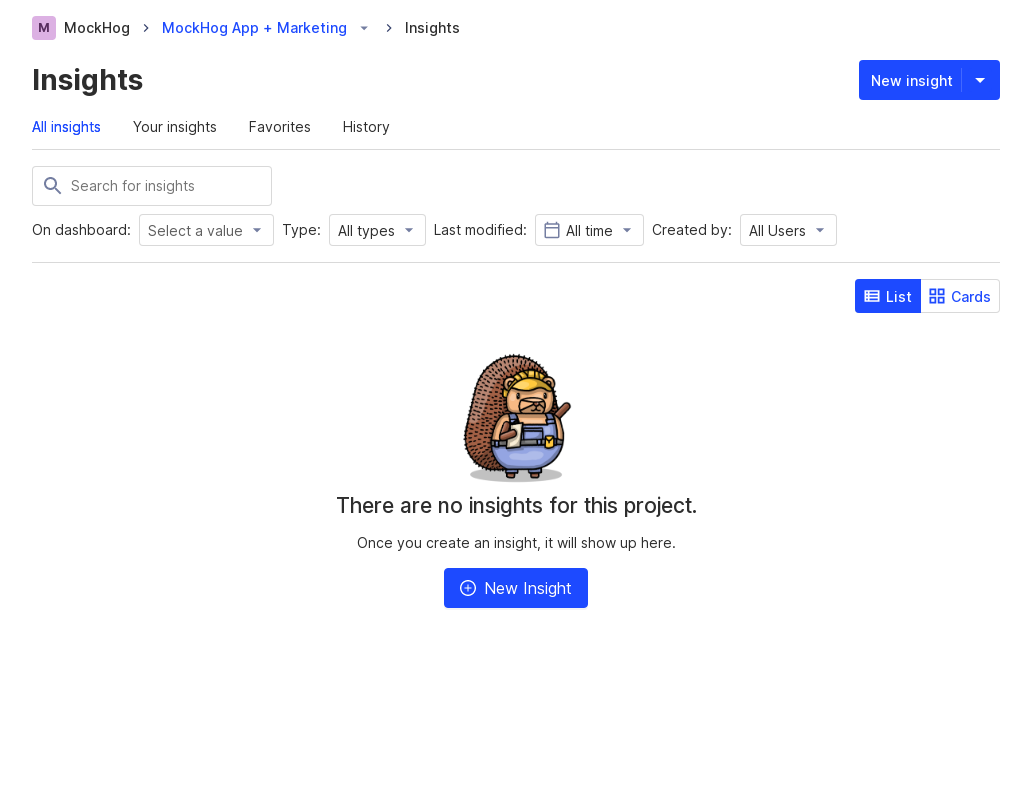 M MockHog MockHog App + Marketing Insights
Insights
New insight
All insights Your insights Favorites History
Search for insights
On dashboard: Select a value Type: All types Last modified: All time Created by: All Users
List Cards
There are no insights for this project.
Once you create an insight, it will show up here.
New Insight